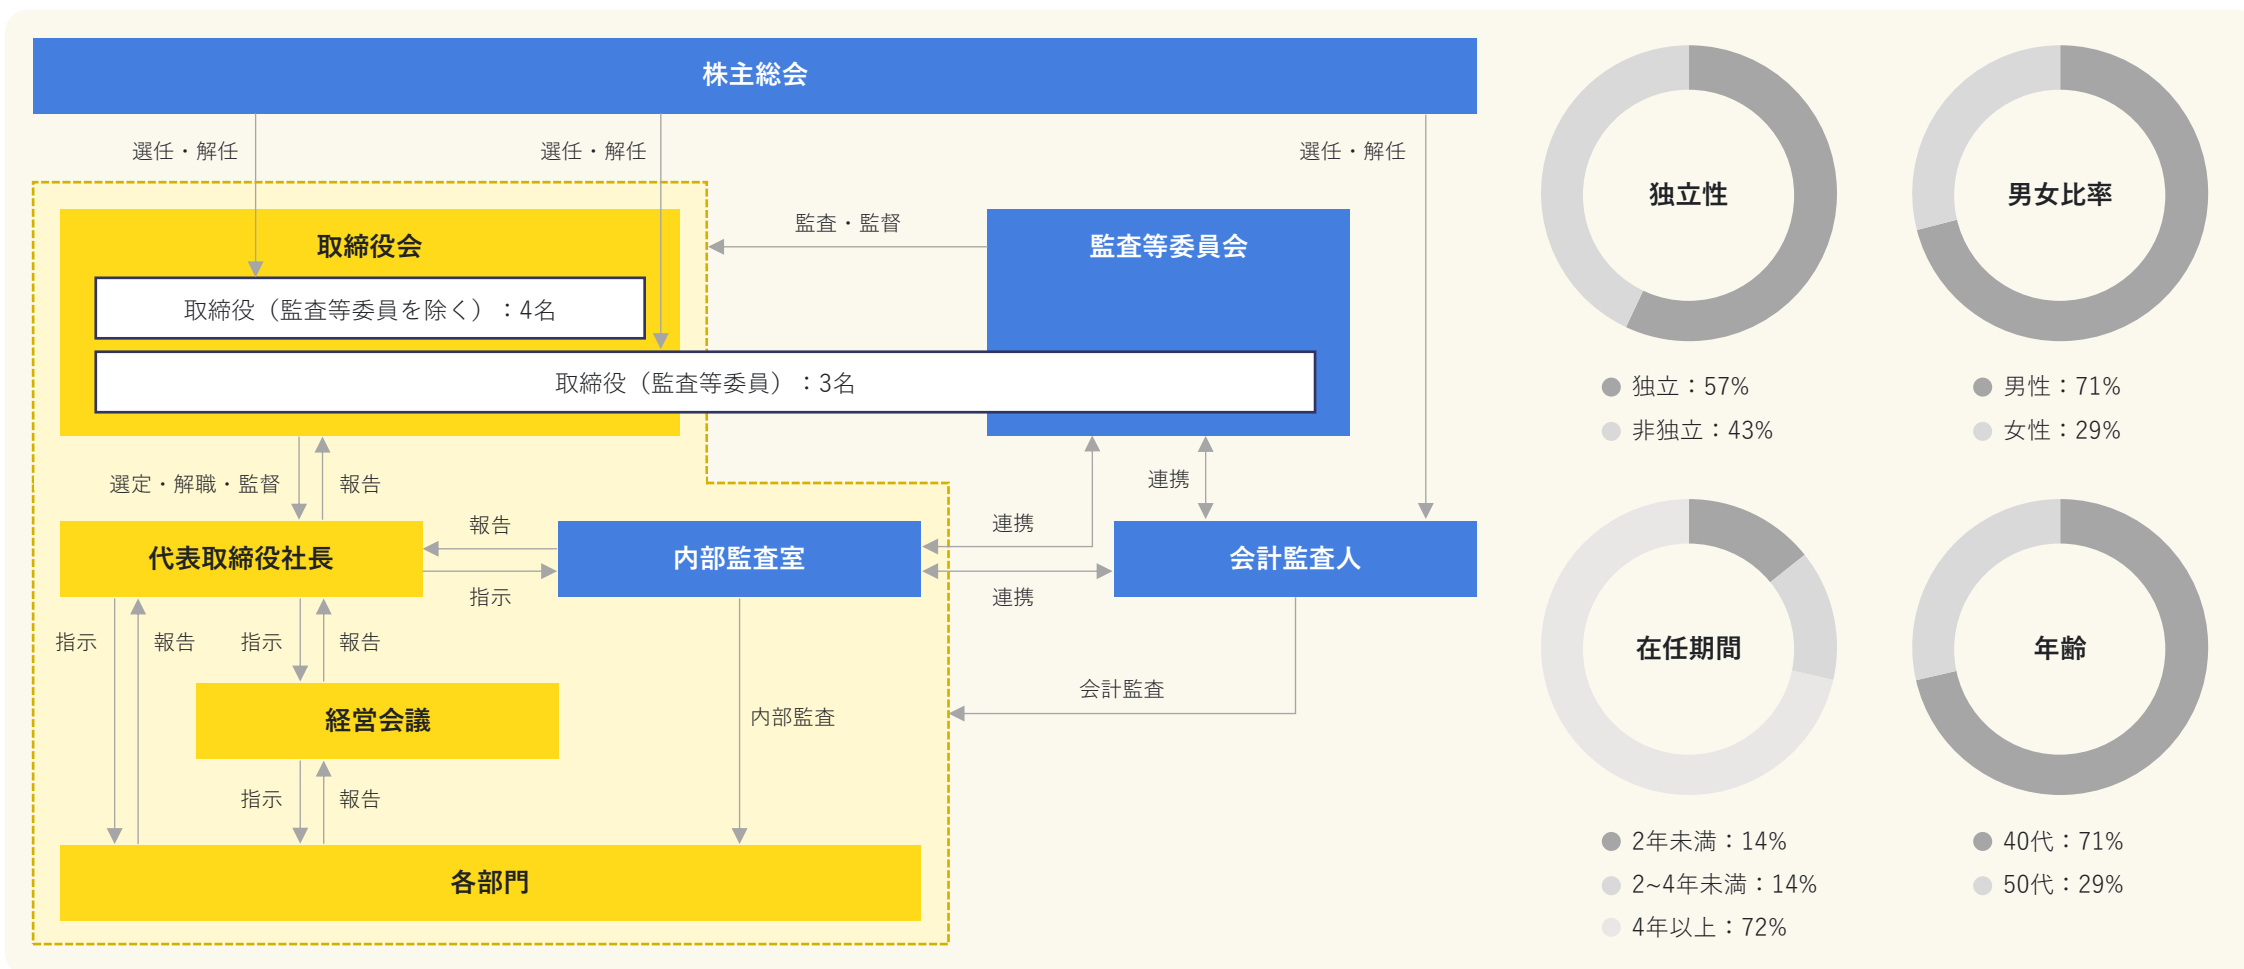 株主総会
選任・解任
選任・解任
選任・解任
取締役会
監査・監督
監査等委員会
取締役（監査等委員を除く）：4名
取締役（監査等委員）：3名
選定・解職・監督
報告
連携
連携
代表取締役社長
報告
指示
内部監査室
連携
会計監査人
指示
報告
指示
報告
経営会議
内部監査
会計監査
指示
報告
各部門
独立性
独立：57%
非独立：43%
男女比率
男性：71%
女性：29%
在任期間
2年未満：14%
2~4年未満：14%
4年以上：72%
年齢
40代：71%
50代：29%